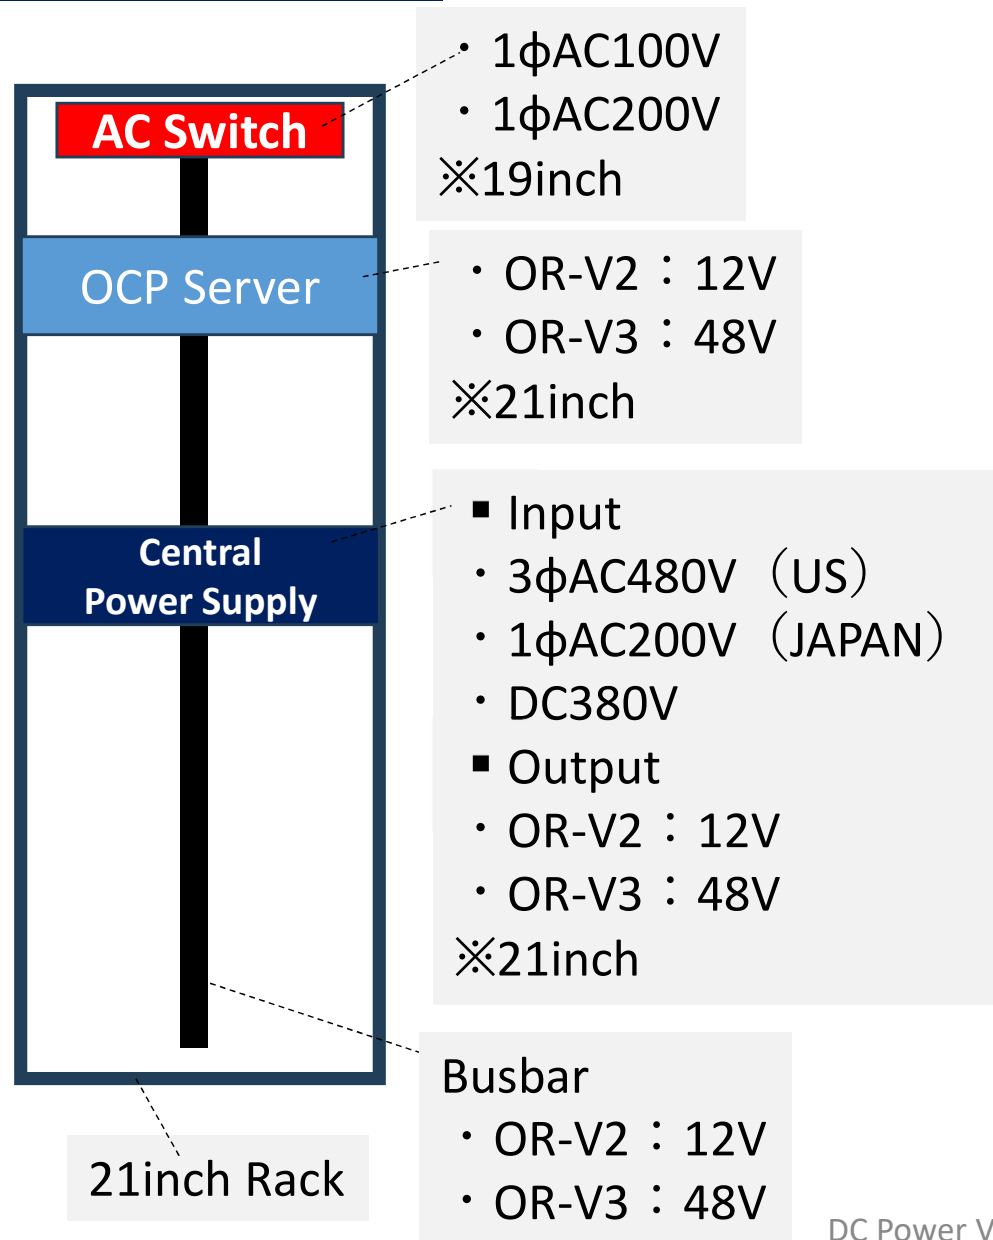 ・1ϕAC100V
・1ϕAC200V
※19inch
AC Switch
OCP Server
・OR-V2：12V
・OR-V3：48V
※21inch
Central
Power Supply
▪ Input
・3ϕAC480V（US）
・1ϕAC200V（JAPAN）
・DC380V
▪ Output
・OR-V2：12V
・OR-V3：48V
※21inch
Busbar
・OR-V2：12V
・OR-V3：48V
21inch Rack
DC Power V